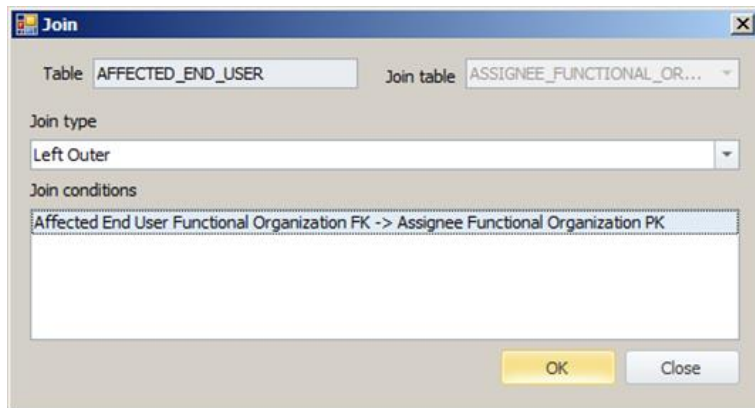 Join
Table AFFECTED_END_USER Join table ASSIGNEE_FUNCTIONAL_OR...
Join type
Left Outer
Join conditions
Affected End User Functional Organization FK -> Assignee Functional Organization PK
OK Close